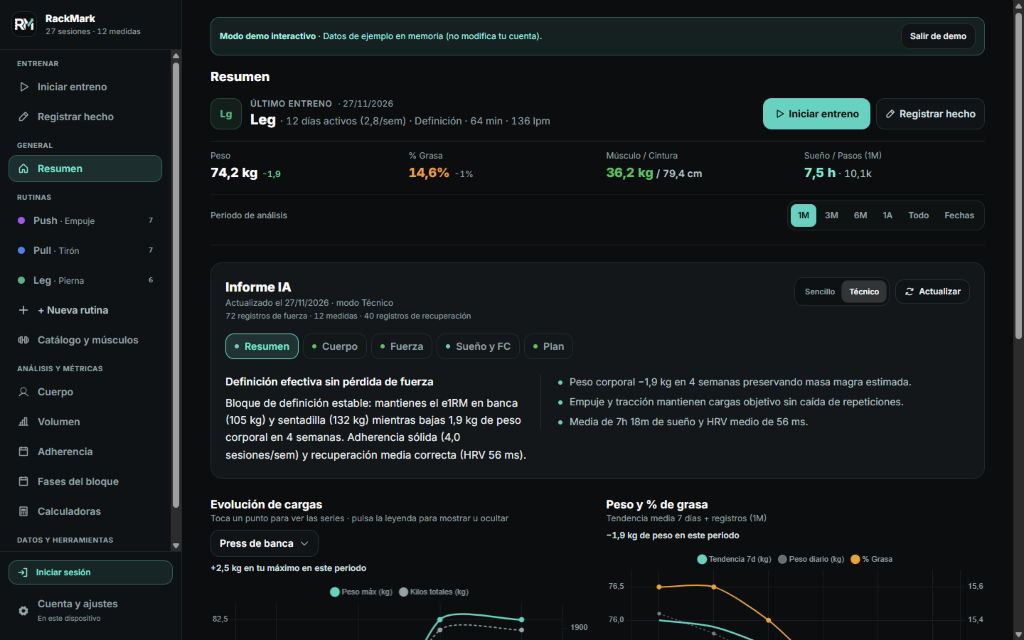 RackMark
27 sesiones · 12 medidas
ENTRENAR
Iniciar entreno
Registrar hecho
GENERAL
Resumen
RUTINAS
Push · Empuje 7
Pull · Tirón 7
Leg · Pierna 6
+ Nueva rutina
Catálogo y músculos
ANÁLISIS Y MÉTRICAS
Cuerpo
Volumen
Adherencia
Fases del bloque
Calculadoras
DATOS Y HERRAMIENTAS
Iniciar sesión
Cuenta y ajustes
En este dispositivo
Modo demo interactivo · Datos de ejemplo en memoria (no modifica tu cuenta).
Salir de demo
Resumen
Lg
ÚLTIMO ENTRENO · 27/11/2026
Leg · 12 días activos (2,8/sem) · Definición · 64 min · 136 lpm
Iniciar entreno
Registrar hecho
Peso
74,2 kg -1,9
% Grasa
14,6% -1%
Músculo / Cintura
36,2 kg / 79,4 cm
Sueño / Pasos (1M)
7,5 h · 10,1k
Periodo de análisis
1M 3M 6M 1A Todo Fechas
Informe IA
Actualizado el 27/11/2026 · modo Técnico
72 registros de fuerza · 12 medidas · 40 registros de recuperación
Sencillo Técnico
Actualizar
Resumen Cuerpo Fuerza Sueño y FC Plan
Definición efectiva sin pérdida de fuerza
Bloque de definición estable: mantienes el e1RM en banca
(105 kg) y sentadilla (132 kg) mientras bajas 1,9 kg de peso
corporal en 4 semanas. Adherencia sólida (4,0
sesiones/sem) y recuperación media correcta (HRV 56 ms).
Peso corporal −1,9 kg en 4 semanas preservando masa magra estimada.
Empuje y tracción mantienen cargas objetivo sin caída de repeticiones.
Media de 7h 18m de sueño y HRV medio de 56 ms.
Evolución de cargas
Toca un punto para ver las series · pulsa la leyenda para mostrar u ocultar
Press de banca
+2,5 kg en tu máximo en este periodo
Peso máx (kg) Kilos totales (kg)
82,5
1900
Peso y % de grasa
Tendencia media 7 días + registros (1M)
−1,9 kg de peso en este periodo
Tendencia 7d (kg) Peso diario (kg) % Grasa
76,5 15,6
76,0 15,4